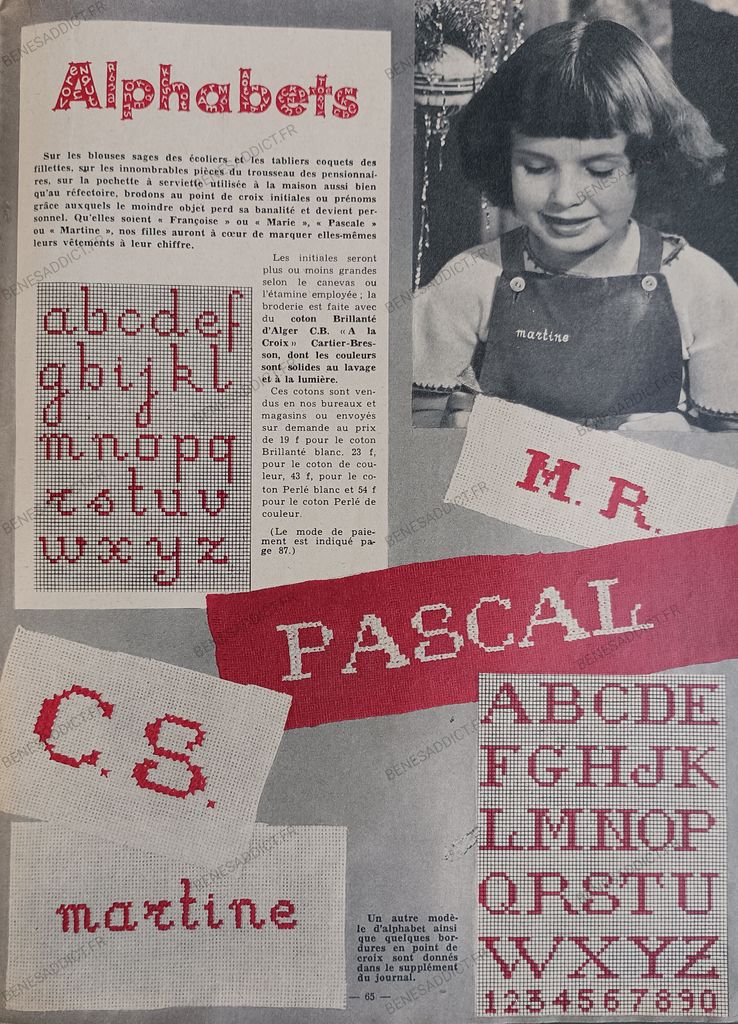 Alphabets
Sur les blouses sages des écoliers et les tabliers coquets des
fillettes, sur les innombrables pièces du trousseau des pensionnai-
res, sur la pochette à serviette utilisée à la maison aussi bien
qu'au réfectoire, brodons au point de croix initiales ou prénoms
grâce auxquels le moindre objet perd sa banalité et devient per-
sonnel. Qu'elles soient « Françoise » ou « Marie », « Pascale »
ou « Martine », nos filles auront à cœur de marquer elles-mêmes
leurs vêtements à leur chiffre.
Les initiales seront
plus ou moins grandes
selon le canevas ou
l'étamine employée ; la
broderie est faite avec
du coton Brillanté
d'Alger C.B. « A la
Croix » Cartier-Bres-
son, dont les couleurs
sont solides au lavage
et à la lumière.
Ces cotons sont ven-
dus en nos bureaux et
magasins ou envoyés
sur demande au prix
de 19 f pour le coton
Brillanté blanc. 23 f,
pour le coton de cou-
leur, 43 f, pour le co-
ton Perlé blanc et 54 f
pour le coton Perlé de
couleur.
(Le mode de paie-
ment est indiqué pa-
ge 87.)
abcdef
ghijkl
mnopq
rstuv
wxyz
martine
M. R.
PASCAL
C.S.
martine
ABCDE
FGHJK
LMNOP
QRSTU
WXYZ
1234567890
Un autre modè-
le d'alphabet ainsi
que quelques bor-
dures en point de
croix sont donnés
dans le supplément
du journal.
— 65 —
BENESADDICT.FR